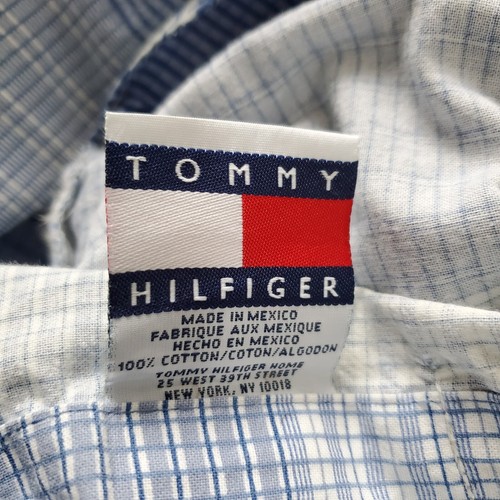 TOMMY
HILFIGER
MADE IN MEXICO
FABRIQUE AUX MEXIQUE
HECHO EN MEXICO
100% COTTON/COTON/ALGODON
TOMMY HILFIGER HOME
25 WEST 39TH STREET
NEW YORK, NY 10018